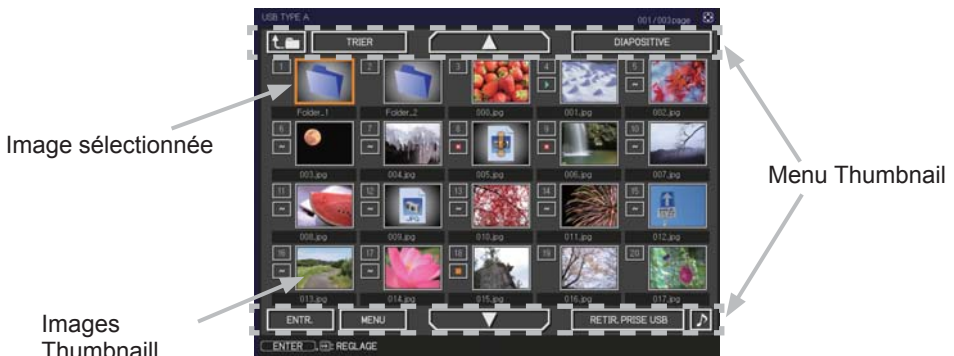 USB TYPE A
001/003page
TRIER
DIAPOSITIVE
1 2 3 4 5
Folder_1 Folder_2 000.jpg 001.jpg 002.jpg
Image sélectionnée
6 7 8 9 10
003.jpg 004.jpg 005.jpg 006.jpg 007.jpg
Menu Thumbnail
11 12 13 14 15
JPG
008.jpg 009.jpg 010.jpg 011.jpg 012.jpg
16 17 18 19 20
013.jpg 014.jpg 015.jpg 016.jpg 017.jpg
Images
Thumbnaill
ENTR. MENU RETIR. PRISE USB
ENTER , : REGLAGE